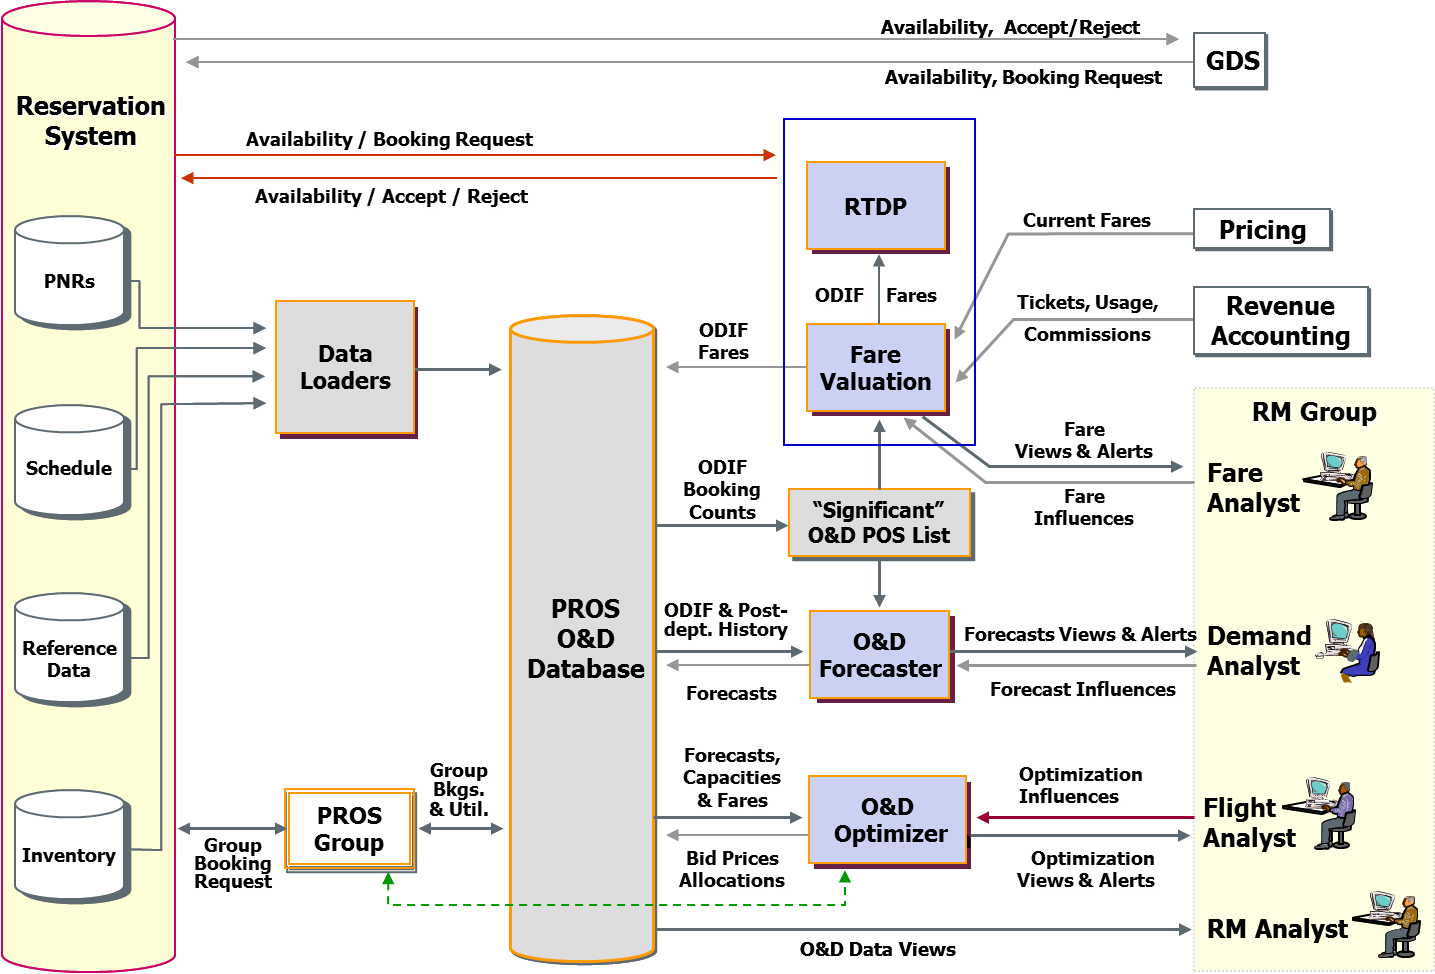 Availability,  Accept/Reject
GDS
Availability, Booking Request
Reservation
System
Availability / Booking Request
Availability / Accept / Reject
RTDP
Current Fares
Pricing
PNRs
ODIF
Fares
Tickets, Usage,
Commissions
Revenue
Accounting
Data
Loaders
ODIF
Fares
Fare
Valuation
RM Group
Fare
Views & Alerts
Fare
Analyst
Fare
Influences
Schedule
ODIF
Booking
Counts
“Significant”
O&D POS List
PROS
O&D
Database
ODIF & Post-
dept. History
O&D
Forecaster
Forecasts Views & Alerts
Demand
Analyst
Forecasts
Forecast Influences
Reference
Data
Group
Bkgs.
& Util.
Forecasts,
Capacities
& Fares
O&D
Optimizer
Optimization
Influences
Flight
Analyst
PROS
Group
Inventory
Group
Booking
Request
Bid Prices
Allocations
Optimization
Views & Alerts
RM Analyst
O&D Data Views